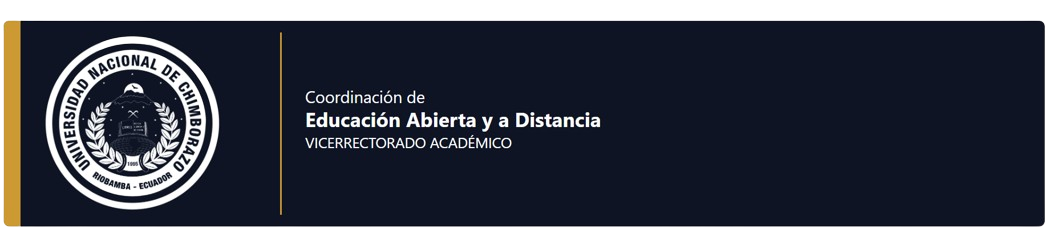 UNIVERSIDAD NACIONAL DE CHIMBORAZO
1995
RIOBAMBA - ECUADOR
Coordinación de
Educación Abierta y a Distancia
VICERRECTORADO ACADÉMICO